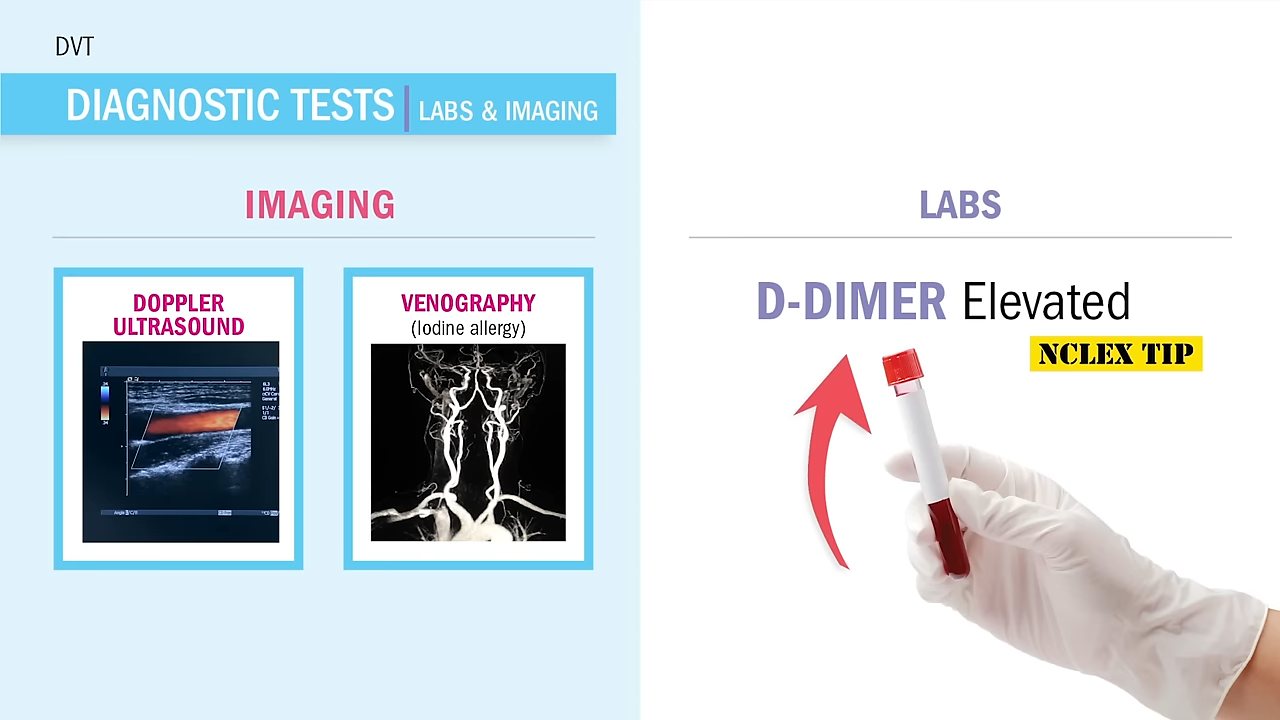 DVT
DIAGNOSTIC TESTS | LABS & IMAGING
IMAGING
DOPPLER
ULTRASOUND
VENOGRAPHY
(Iodine allergy)
LABS
D-DIMER Elevated
NCLEX TIP